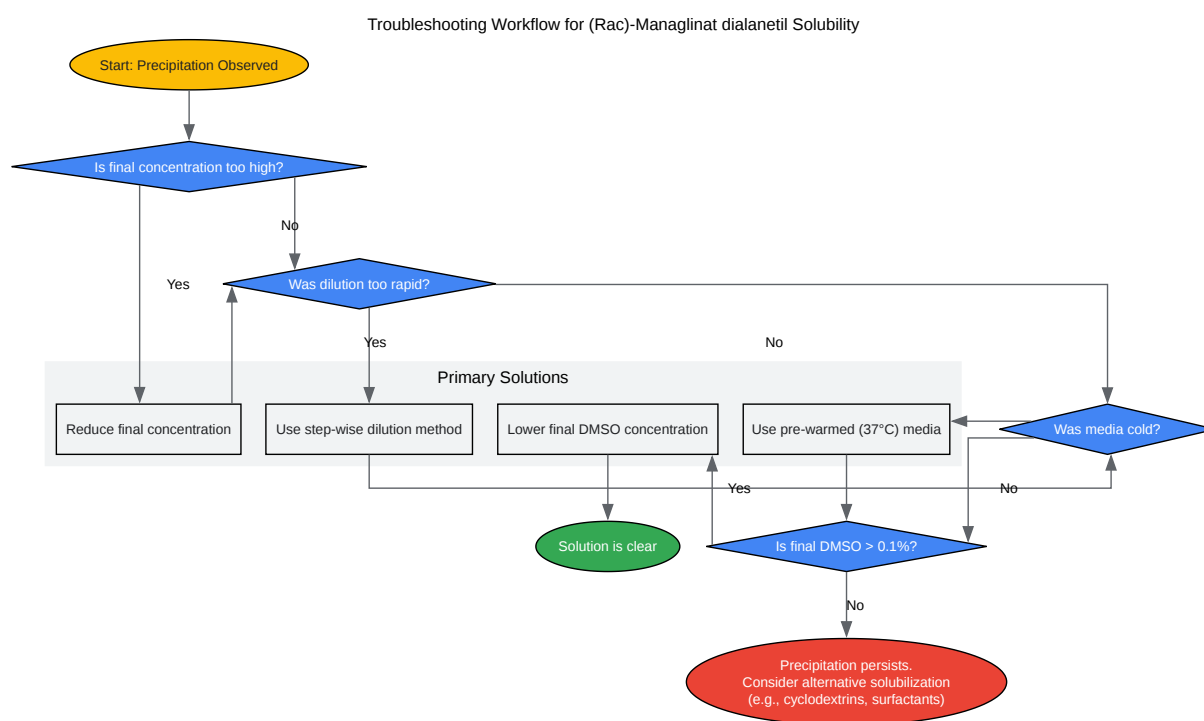 Troubleshooting Workflow for (Rac)-Managlinat dialanetil Solubility
Start: Precipitation Observed
Is final concentration too high?
No
Yes
Was dilution too rapid?
Yes
No
Primary Solutions
Reduce final concentration
Use step-wise dilution method
Lower final DMSO concentration
Use pre-warmed (37°C) media
Was media cold?
Yes
No
Solution is clear
Is final DMSO > 0.1%?
No
Precipitation persists.
Consider alternative solubilization
(e.g., cyclodextrins, surfactants)